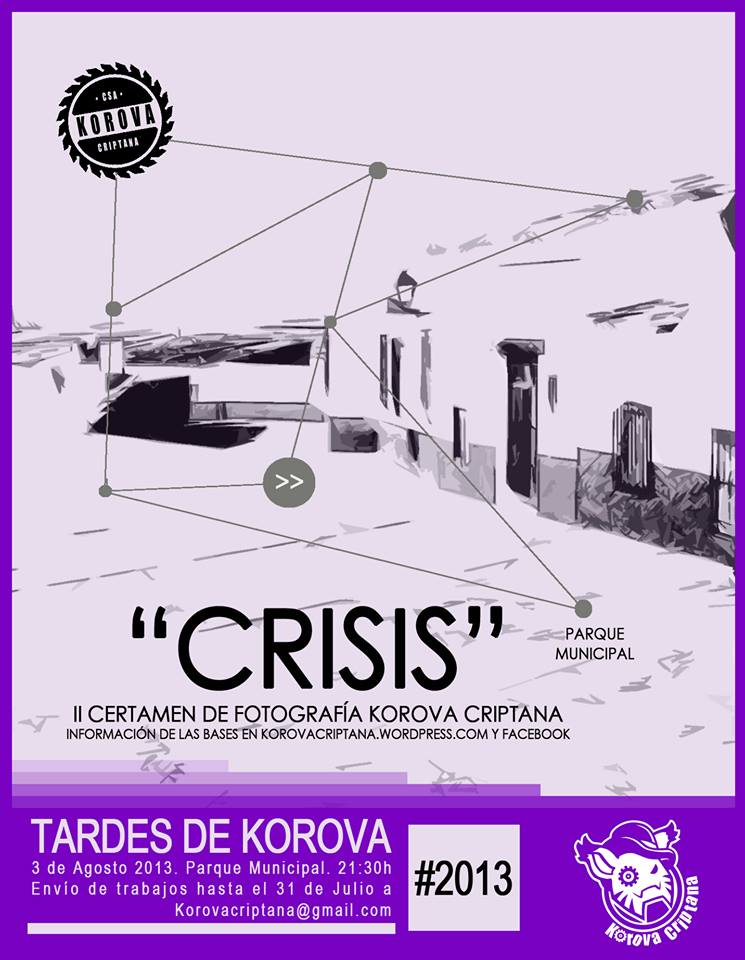 · CSA ·
KOROVA
CRIPTANA
>>
“CRISIS”
PARQUE
MUNICIPAL
II CERTAMEN DE FOTOGRAFÍA KOROVA CRIPTANA
INFORMACIÓN DE LAS BASES EN KOROVACRIPTANA.WORDPRESS.COM Y FACEBOOK
TARDES DE KOROVA
3 de Agosto 2013. Parque Municipal. 21:30h
Envío de trabajos hasta el 31 de Julio a
Korovacriptana@gmail.com
#2013
Korova Criptana